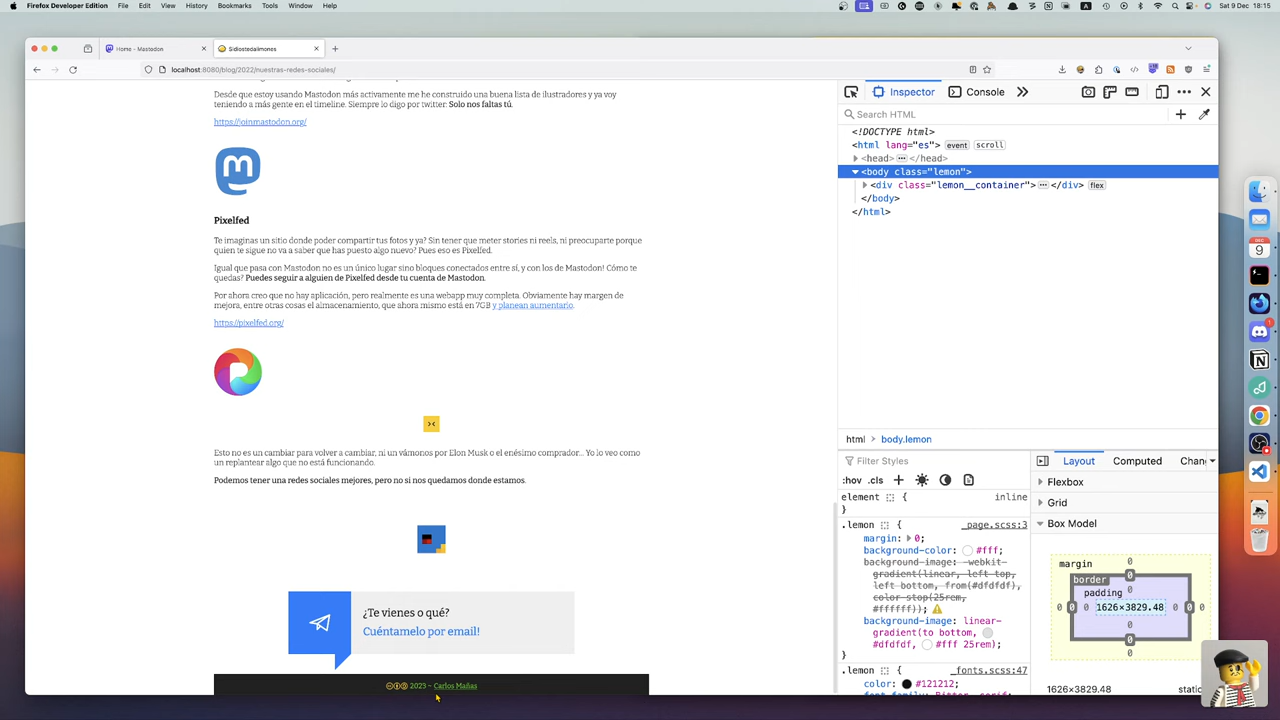 Firefox Developer Edition File Edit View History Bookmarks Tools Window Help
Sat 9 Dec 18:15
Home - Mastodon
Sidiostedalimones
localhost:8080/blog/2022/nuestras-redes-sociales/
Desde que estoy usando Mastodon más activamente me he construido una buena lista de ilustradores y ya voy
teniendo a más gente en el timeline. Siempre lo digo por twitter: Solo nos faltas tú.
https://joinmastodon.org/
Pixelfed
Te imaginas un sitio donde poder compartir tus fotos y ya? Sin tener que meter stories ni reels, ni preocuparte porque
quien te sigue no va a saber que has puesto algo nuevo? Pues eso es Pixelfed.
Igual que pasa con Mastodon no es un único lugar sino bloques conectados entre sí, y con los de Mastodon! Cómo te
quedas? Puedes seguir a alguien de Pixelfed desde tu cuenta de Mastodon.
Por ahora creo que no hay aplicación, pero realmente es una webapp muy completa. Obviamente hay margen de
mejora, entre otras cosas el almacenamiento, que ahora mismo está en 7GB y planean aumentarlo.
https://pixelfed.org/
Esto no es un cambiar para volver a cambiar, ni un vámonos por Elon Musk o el enésimo comprador... Yo lo veo como
un replantear algo que no está funcionando.
Podemos tener una redes sociales mejores, pero no si nos quedamos donde estamos.
¿Te vienes o qué?
Cuéntamelo por email!
2023 - Carlos Mañas
Inspector Console
Search HTML
<!DOCTYPE html>
<html lang="es"> event scroll
<head> </head>
<body class="lemon">
<div class="lemon__container"> </div> flex
</body>
</html>
html > body.lemon
Filter Styles
:hov .cls
element { inline
}
.lemon { _page.scss:3
margin: 0;
background-color: #fff;
background-image: -webkit-
gradient(linear, left top,
left bottom, from(#dfdfdf),
color-stop(25rem,
#ffffff));
background-image: linear-
gradient(to bottom,
#dfdfdf, #fff 25rem);
}
.lemon { _fonts.scss:47
color: #121212;
Layout Computed
Flexbox
Grid
Box Model
margin
0
border
0
padding
0
0 0 0 1626×3829.48 0 0 0
0
0
0
1626×3829.48
DEC
9
1